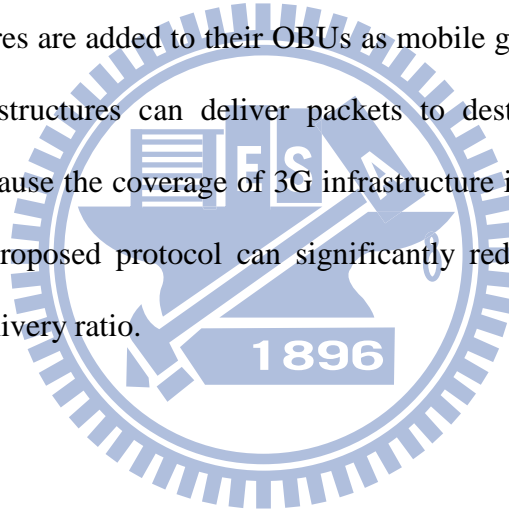 res are added to their OBUs as mobile g
structures can deliver packets to dest
ause the coverage of 3G infrastructure i
roposed protocol can significantly red
livery ratio.
E S A
1896